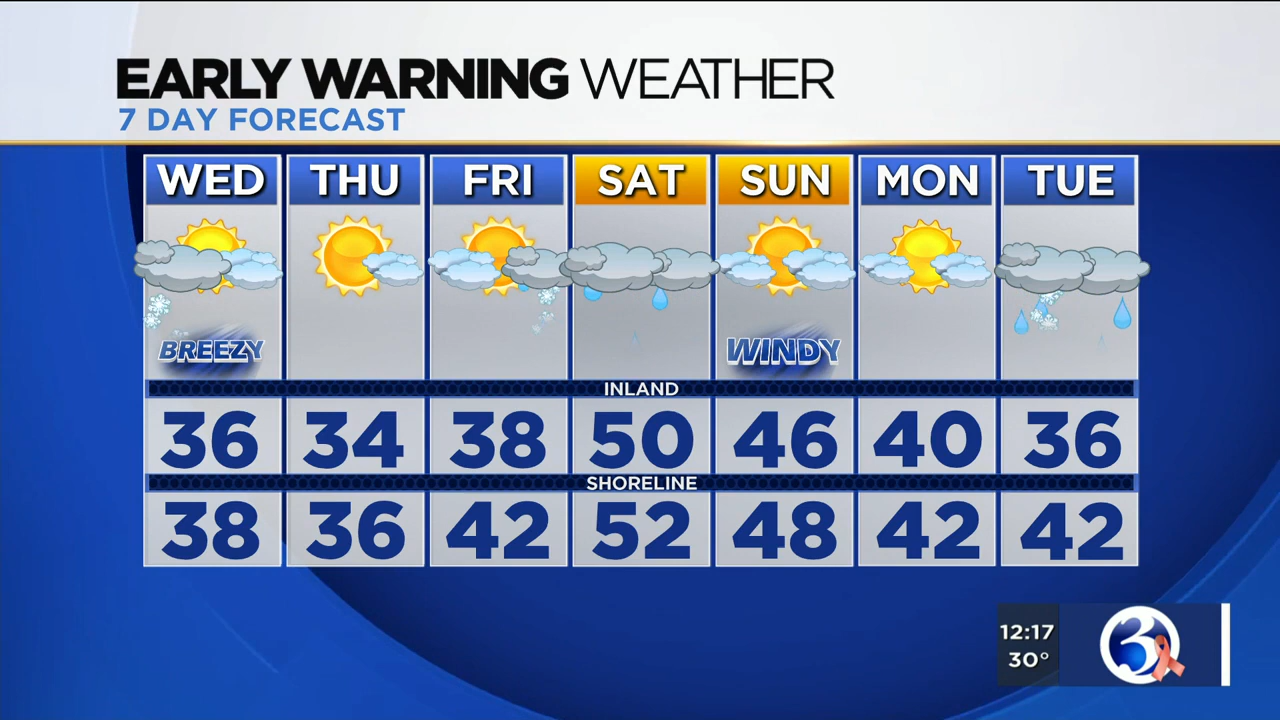 EARLY WARNING WEATHER
7 DAY FORECAST
WED THU FRI SAT SUN MON TUE
BREEZY WINDY
INLAND
36 34 38 50 46 40 36
SHORELINE
38 36 42 52 48 42 42
12:17
30°
3